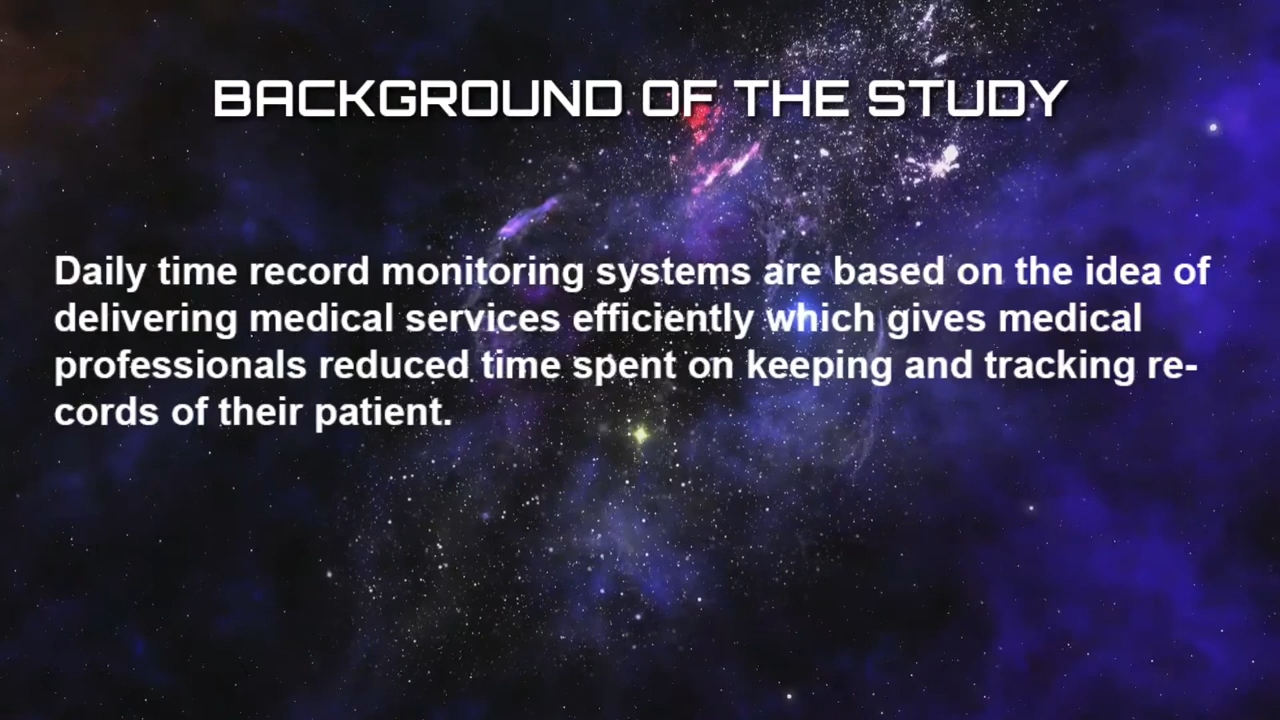 BACKGROUND OF THE STUDY
Daily time record monitoring systems are based on the idea of
delivering medical services efficiently which gives medical
professionals reduced time spent on keeping and tracking re-
cords of their patient.